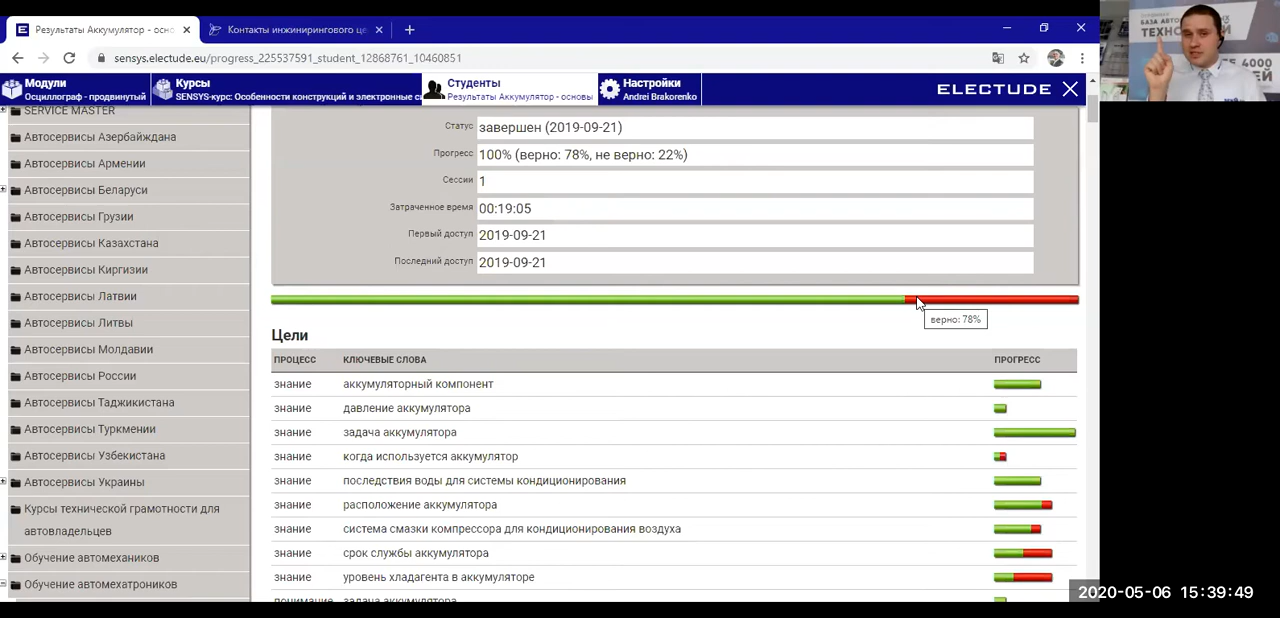 Результаты Аккумулятор - осно
Контакты инжинирингового це
sensys.electude.eu/progress_225537591_student_12868761_10460851
Модули
Осциллограф - продвинутый
Курсы
SENSYS-курс: Особенности конструкций и электронные с
Студенты
Результаты Аккумулятор - основы
Настройки
Andrei Brakorenko
ELECTUDE
SERVICE MASTER
Автосервисы Азербайждана
Автосервисы Армении
Автосервисы Беларуси
Автосервисы Грузии
Автосервисы Казахстана
Автосервисы Киргизии
Автосервисы Латвии
Автосервисы Литвы
Автосервисы Молдавии
Автосервисы России
Автосервисы Таджикистана
Автосервисы Туркмении
Автосервисы Узбекистана
Автосервисы Украины
Курсы технической грамотности для
автовладельцев
Обучение автомехаников
Обучение автомехатроников
Статус завершен (2019-09-21)
Прогресс 100% (верно: 78%, не верно: 22%)
Сессии 1
Затраченное время 00:19:05
Первый доступ 2019-09-21
Последний доступ 2019-09-21
верно: 78%
Цели
ПРОЦЕСС КЛЮЧЕВЫЕ СЛОВА ПРОГРЕСС
знание аккумуляторный компонент
знание давление аккумулятора
знание задача аккумулятора
знание когда используется аккумулятор
знание последствия воды для системы кондиционирования
знание расположение аккумулятора
знание система смазки компрессора для кондиционирования воздуха
знание срок службы аккумулятора
знание уровень хладагента в аккумуляторе
понимание задача аккумулятора
2020-05-06 15:39:49